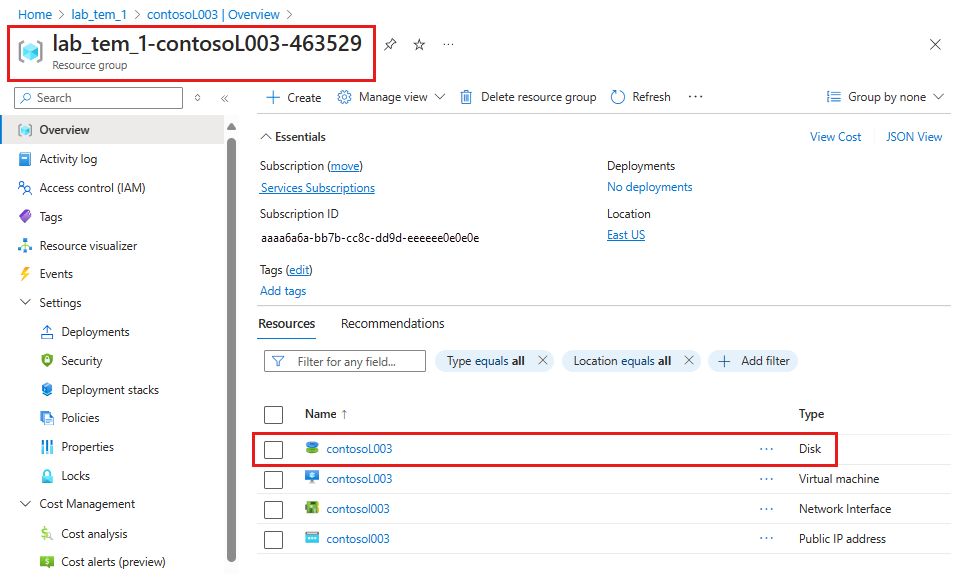 Home > lab_tem_1 > contosoL003 | Overview >
lab_tem_1-contosoL003-463529
Resource group
Search
Overview
Activity log
Access control (IAM)
Tags
Resource visualizer
Events
Settings
Deployments
Security
Deployment stacks
Policies
Properties
Locks
Cost Management
Cost analysis
Cost alerts (preview)
Create Manage view Delete resource group Refresh ... Group by none
Essentials View Cost JSON View
Subscription (move)
Services Subscriptions
Subscription ID
aaaa6a6a-bb7b-cc8c-dd9d-eeeeee0e0e0e
Tags (edit)
Add tags
Deployments
No deployments
Location
East US
Resources Recommendations
Filter for any field... Type equals all Location equals all Add filter
Name ↑ Type
contosoL003 ... Disk
contosoL003 ... Virtual machine
contosol003 ... Network Interface
contosol003 ... Public IP address